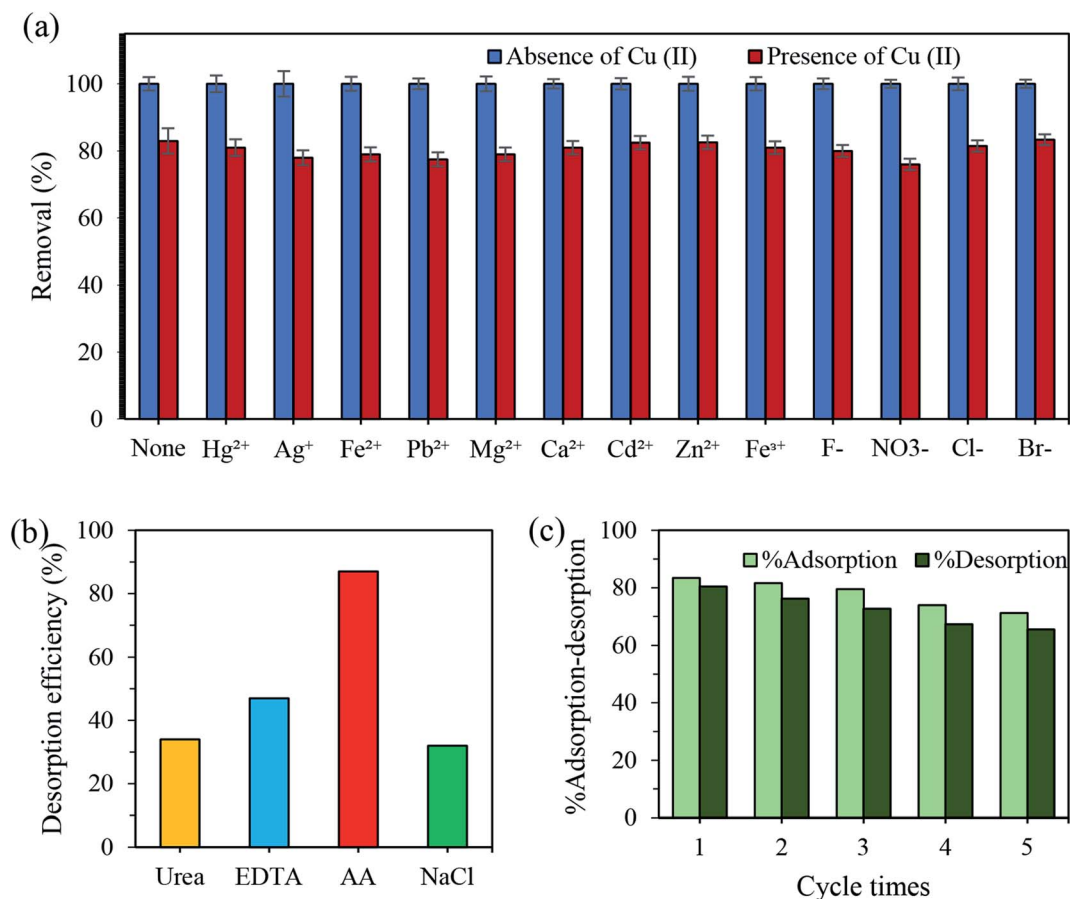 (a)
Absence of Cu (II) Presence of Cu (II)
Removal (%)
100
80
60
40
20
0
None Hg²⁺ Ag⁺ Fe²⁺ Pb²⁺ Mg²⁺ Ca²⁺ Cd²⁺ Zn²⁺ Fe³⁺ F- NO3- Cl- Br-
(b)
Desorption efficiency (%)
100
80
60
40
20
0
Urea EDTA AA NaCl
(c)
%Adsorption %Desorption
%Adsorption-desorption
100
80
60
40
20
0
1 2 3 4 5
Cycle times